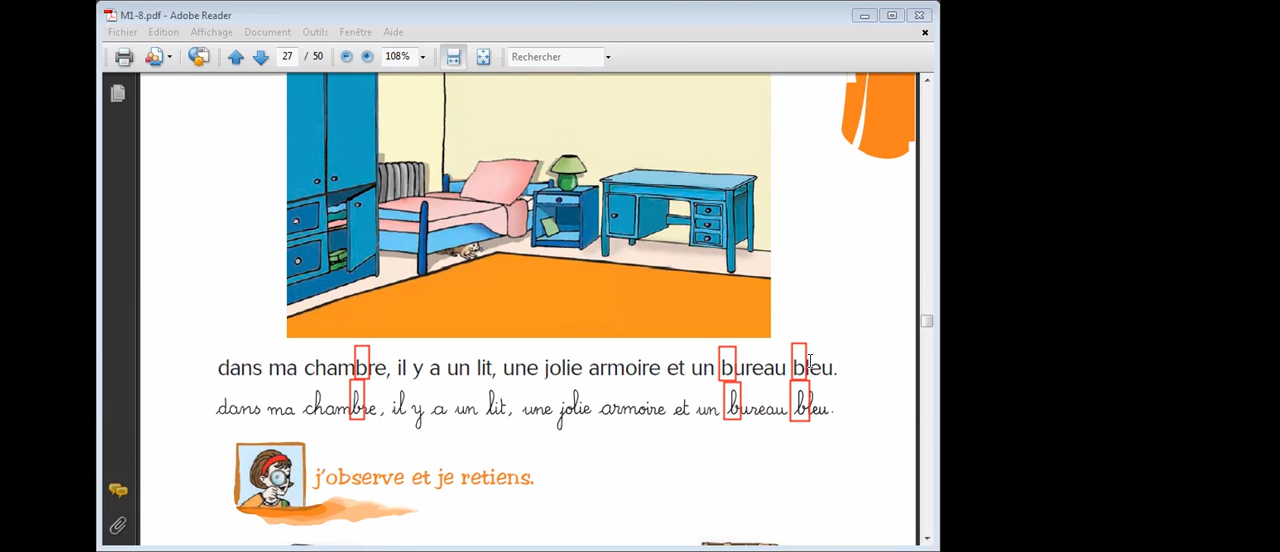 M1-8.pdf - Adobe Reader
Fichier Edition Affichage Document Outils Fenêtre Aide
27 / 50 108% Rechercher
dans ma chambre, il y a un lit, une jolie armoire et un bureau bleu.
dans ma chambre, il y a un lit, une jolie armoire et un bureau bleu.
j'observe et je retiens.